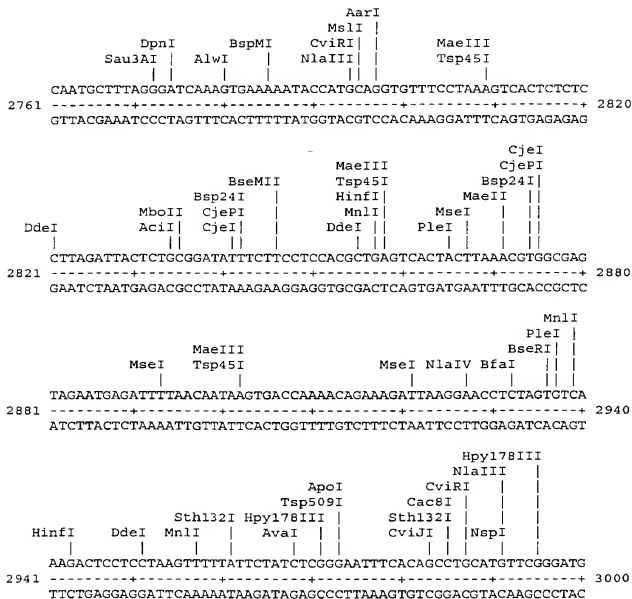 AarI
MslI
DpnI BspMI CviRI MaeIII
Sau3AI AlwI NlaIII Tsp45I
CAATGCTTTAGGGATCAAAGTGAAAAATACCATGCAGGTGTTTCCTAAAGTCACTCTCTC
2761 ---------+---------+---------+---------+---------+---------+ 2820
GTTACGAAATCCCTAGTTTCACTTTTTATGGTACGTCCACAAAGGATTTCAGTGAGAGAG
CjeI
MaeIII CjePI
BseMII Tsp45I Bsp24I
Bsp24I HinfI MaeII
MboII CjePI MnlI MseI
DdeI AciI CjeI DdeI PleI
CTTAGATTACTCTGCGGATATTTCTTCCTCCACGCTGAGTCACTACTTAAACGTGGCGAG
2821 ---------+---------+---------+---------+---------+---------+ 2880
GAATCTAATGAGACGCCTATAAAGAAGGAGGTGCGACTCAGTGATGAATTTGCACCGCTC
MnlI
PleI
MaeIII BseRI
MseI Tsp45I MseI NlaIV BfaI
TAGAATGAGATTTTAACAATAAGTGACCAAAACAGAAAGATTAAGGAACCTCTAGTGTCA
2881 ---------+---------+---------+---------+---------+---------+ 2940
ATCTTACTCTAAAATTGTTATTCACTGGTTTTGTCTTTCTAATTCCTTGGAGATCACAGT
Hpy178III
NlaIII
ApoI CviRI
Tsp509I Cac8I
Sth132I Hpy178III Sth132I
HinfI DdeI MnlI AvaI CviJI NspI
AAGACTCCTCCTAAGTTTTTATTCTATCTCGGGAATTTCACAGCCTGCATGTTCGGGATG
2941 ---------+---------+---------+---------+---------+---------+ 3000
TTCTGAGGAGGATTCAAAAATAAGATAGAGCCCTTAAAGTGTCGGACGTACAAGCCCTAC